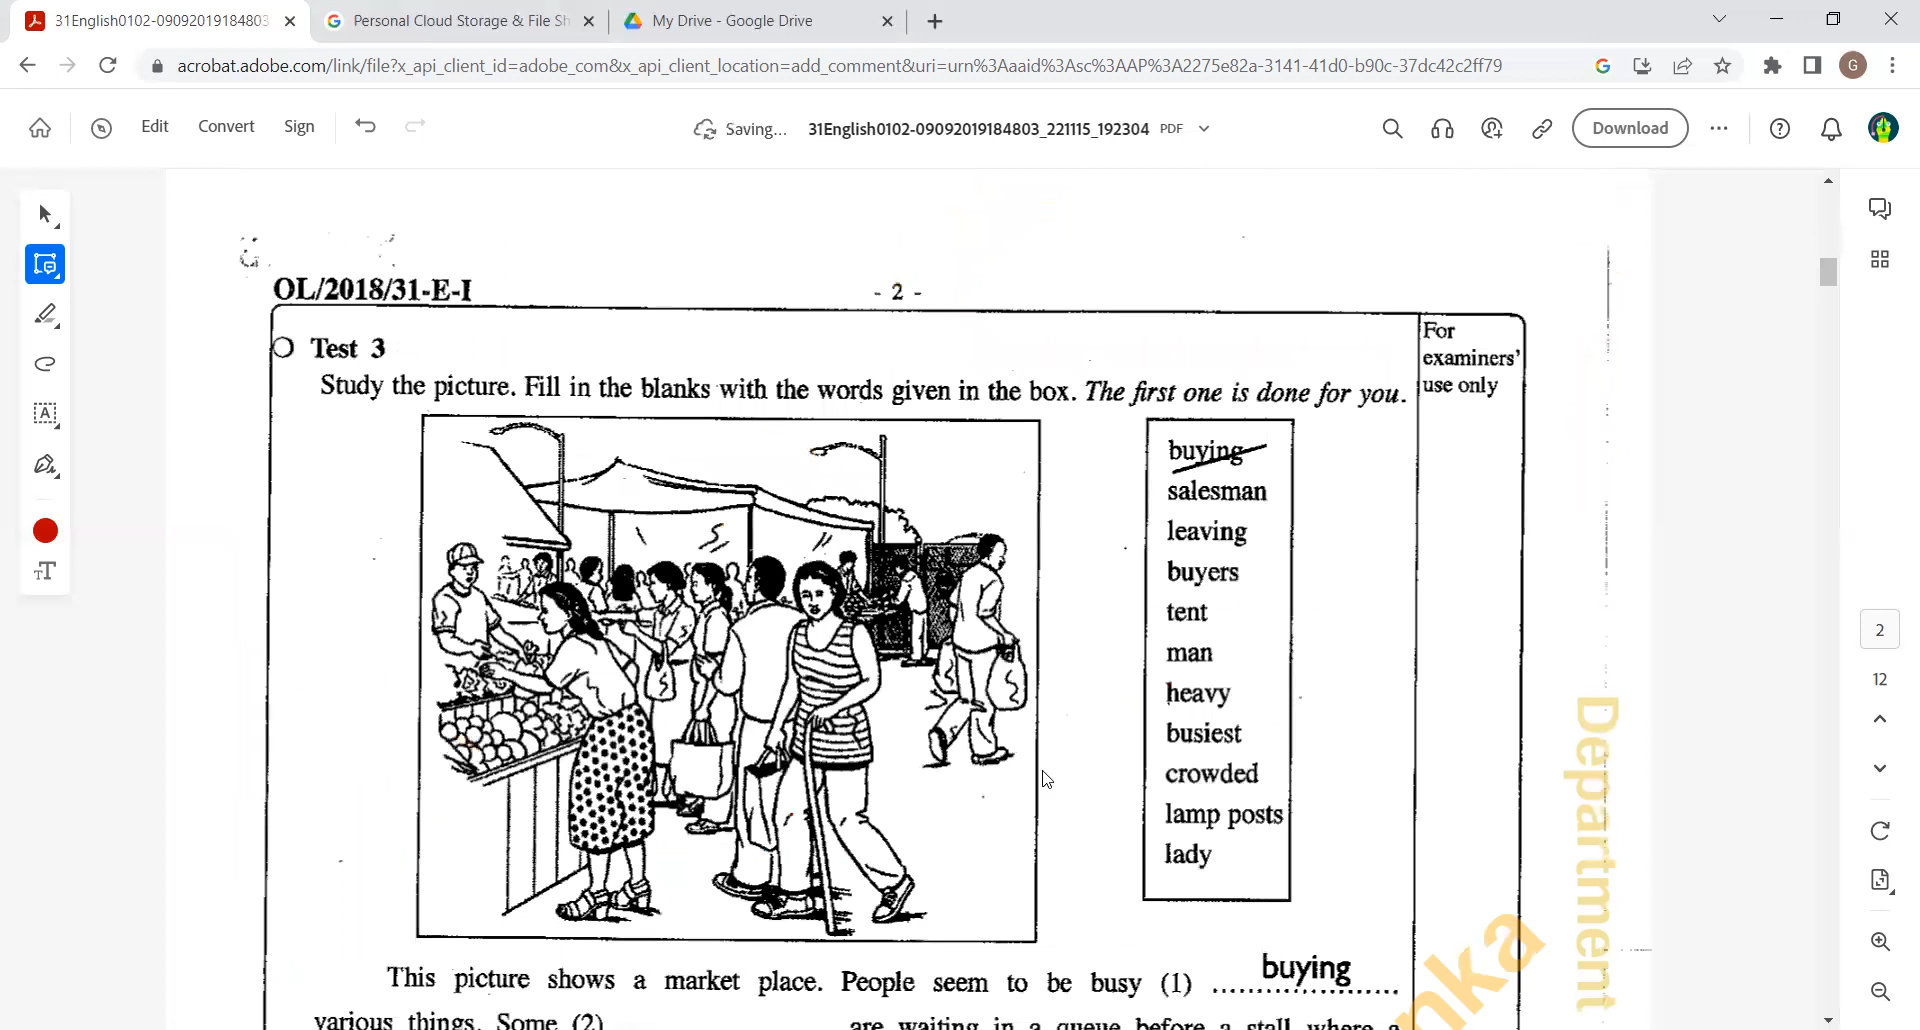 31English0102-09092019184803
Personal Cloud Storage & File Sh
My Drive - Google Drive
acrobat.adobe.com/link/file?x_api_client_id=adobe_com&x_api_client_location=add_comment&uri=urn%3Aaaid%3Asc%3AAP%3A2275e82a-3141-41d0-b90c-37dc42c2ff79
G
Edit
Convert
Sign
Saving...
31English0102-09092019184803_221115_192304 PDF
Download
OL/2018/31-E-I
- 2 -
For
examiners'
use only
Test 3
Study the picture. Fill in the blanks with the words given in the box. The first one is done for you.
buying
salesman
leaving
buyers
tent
man
heavy
busiest
crowded
lamp posts
lady
This picture shows a market place. People seem to be busy (1) buying
various things. Some (2) are waiting in a queue before a stall where a
Department
nka
2
12